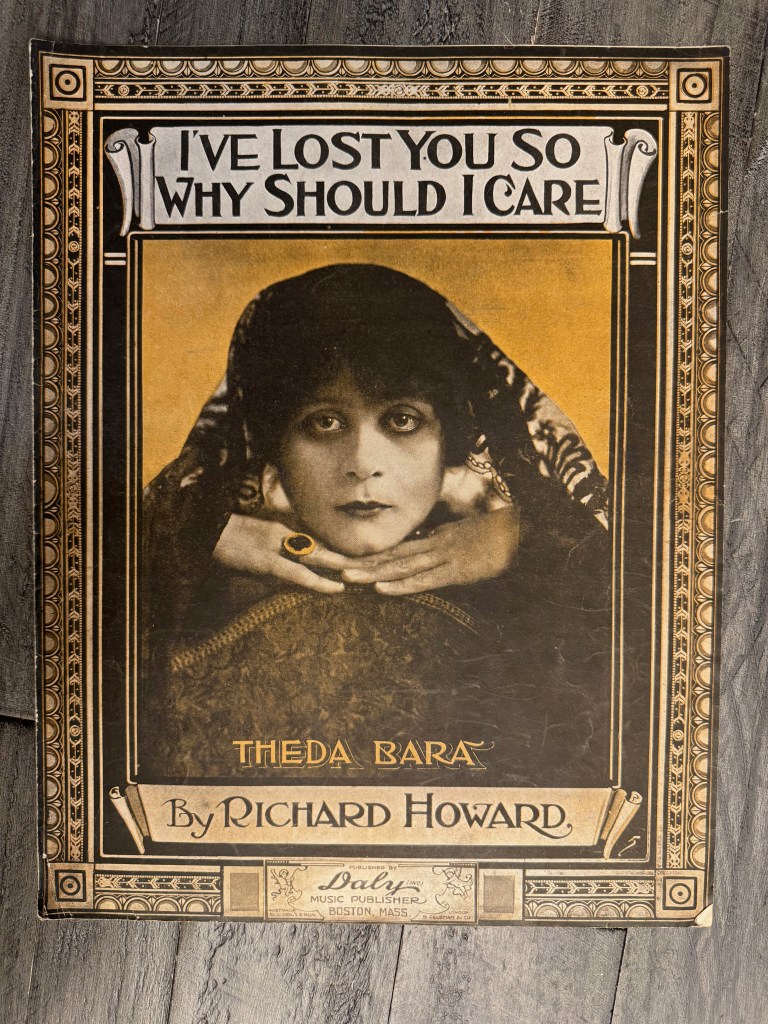 I'VE LOST YOU SO
WHY SHOULD I CARE
THEDA BARA
By RICHARD HOWARD
PUBLISHED BY
Daly (INC)
MUSIC PUBLISHER
BOSTON, MASS.